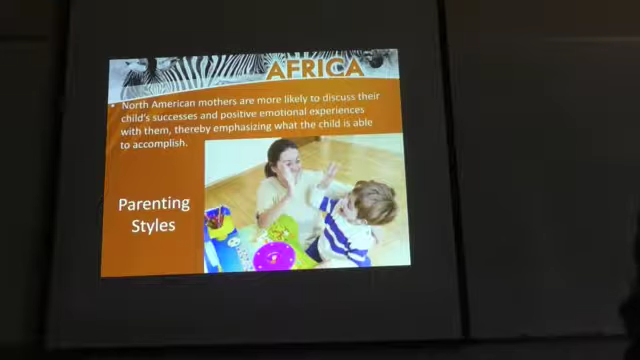 AFRICA
• North American mothers are more likely to discuss their
child's successes and positive emotional experiences
with them, thereby emphasizing what the child is able
to accomplish.
Parenting
Styles